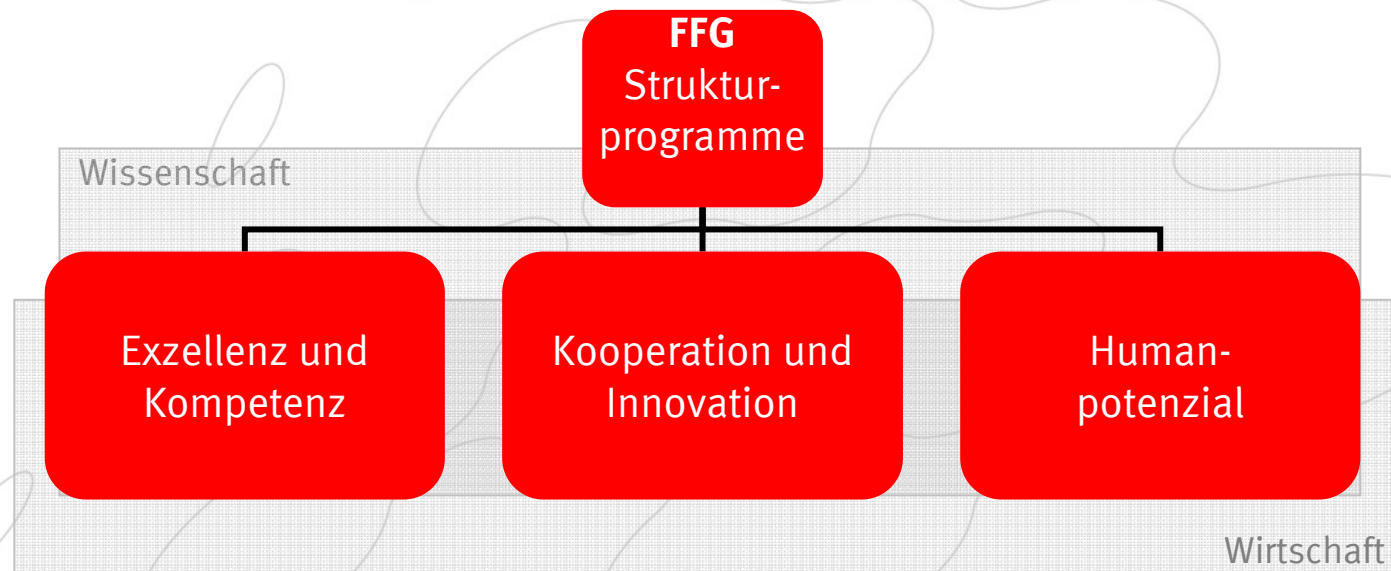 FFG
Struktur-
programme
Wissenschaft
Exzellenz und
Kompetenz
Kooperation und
Innovation
Human-
potenzial
Wirtschaft